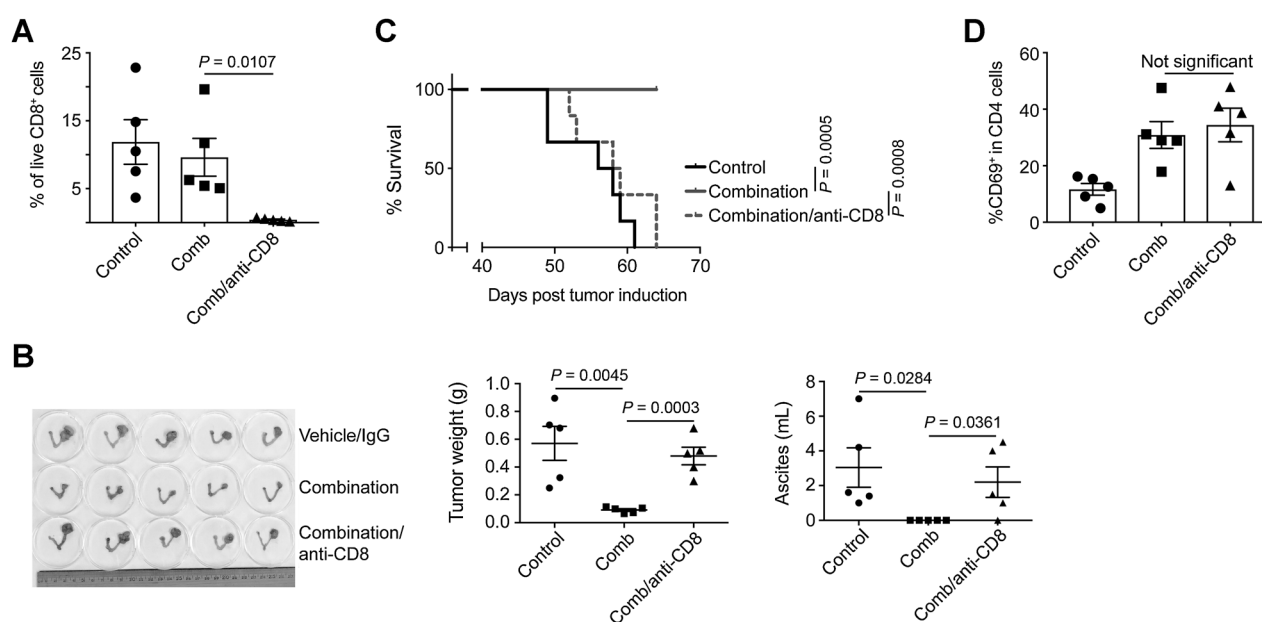 A
% of live CD8+ cells
25
15
5
P = 0.0107
Control
Comb
Comb/anti-CD8
C
% Survival
100
50
0
40 50 60 70
Days post tumor induction
Control
Combination
Combination/anti-CD8
P = 0.0005
P = 0.0008
D
%CD69+ in CD4 cells
60
40
20
0
Not significant
Control
Comb
Comb/anti-CD8
B
Vehicle/IgG
Combination
Combination/
anti-CD8
Tumor weight (g)
1.0
0.8
0.6
0.4
0.2
0.0
P = 0.0045
P = 0.0003
Control
Comb
Comb/anti-CD8
Ascites (mL)
8
6
4
2
0
P = 0.0284
P = 0.0361
Control
Comb
Comb/anti-CD8